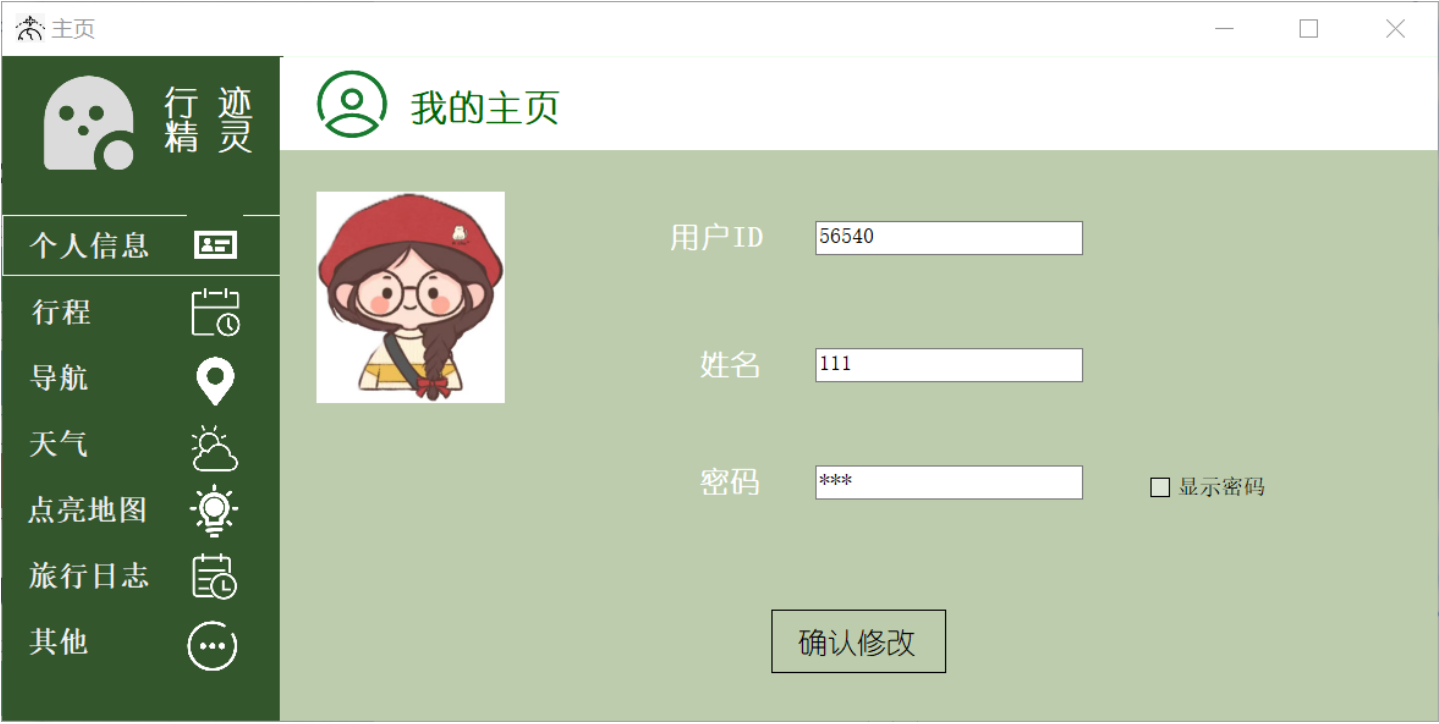 主页
行 迹
精 灵
我的主页
个人信息
行程
导航
天气
点亮地图
旅行日志
其他
用户ID 56540
姓名 111
密码 *** 显示密码
确认修改